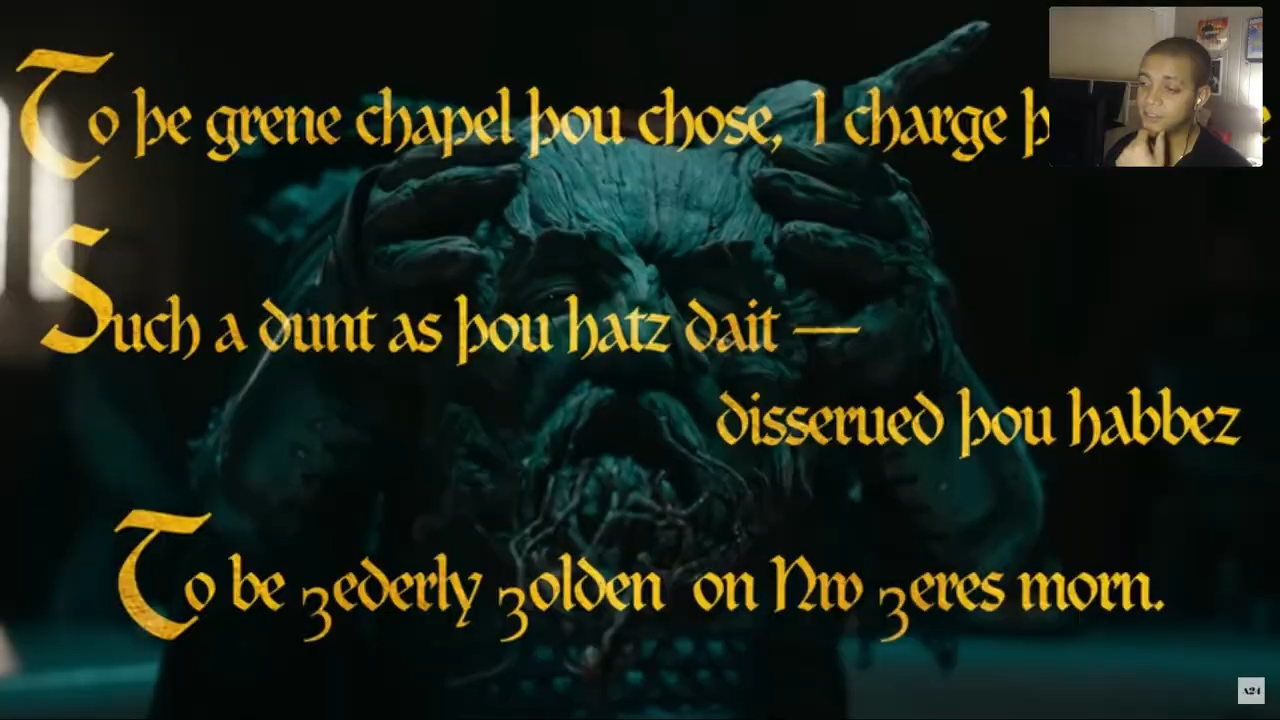 To þe grene chapel þou chose, I charge þ e
Such a dunt as þou hatz dait —
disserued þou habbez
To be ȝederly ȝolden on Nw ȝeres morn.
A24